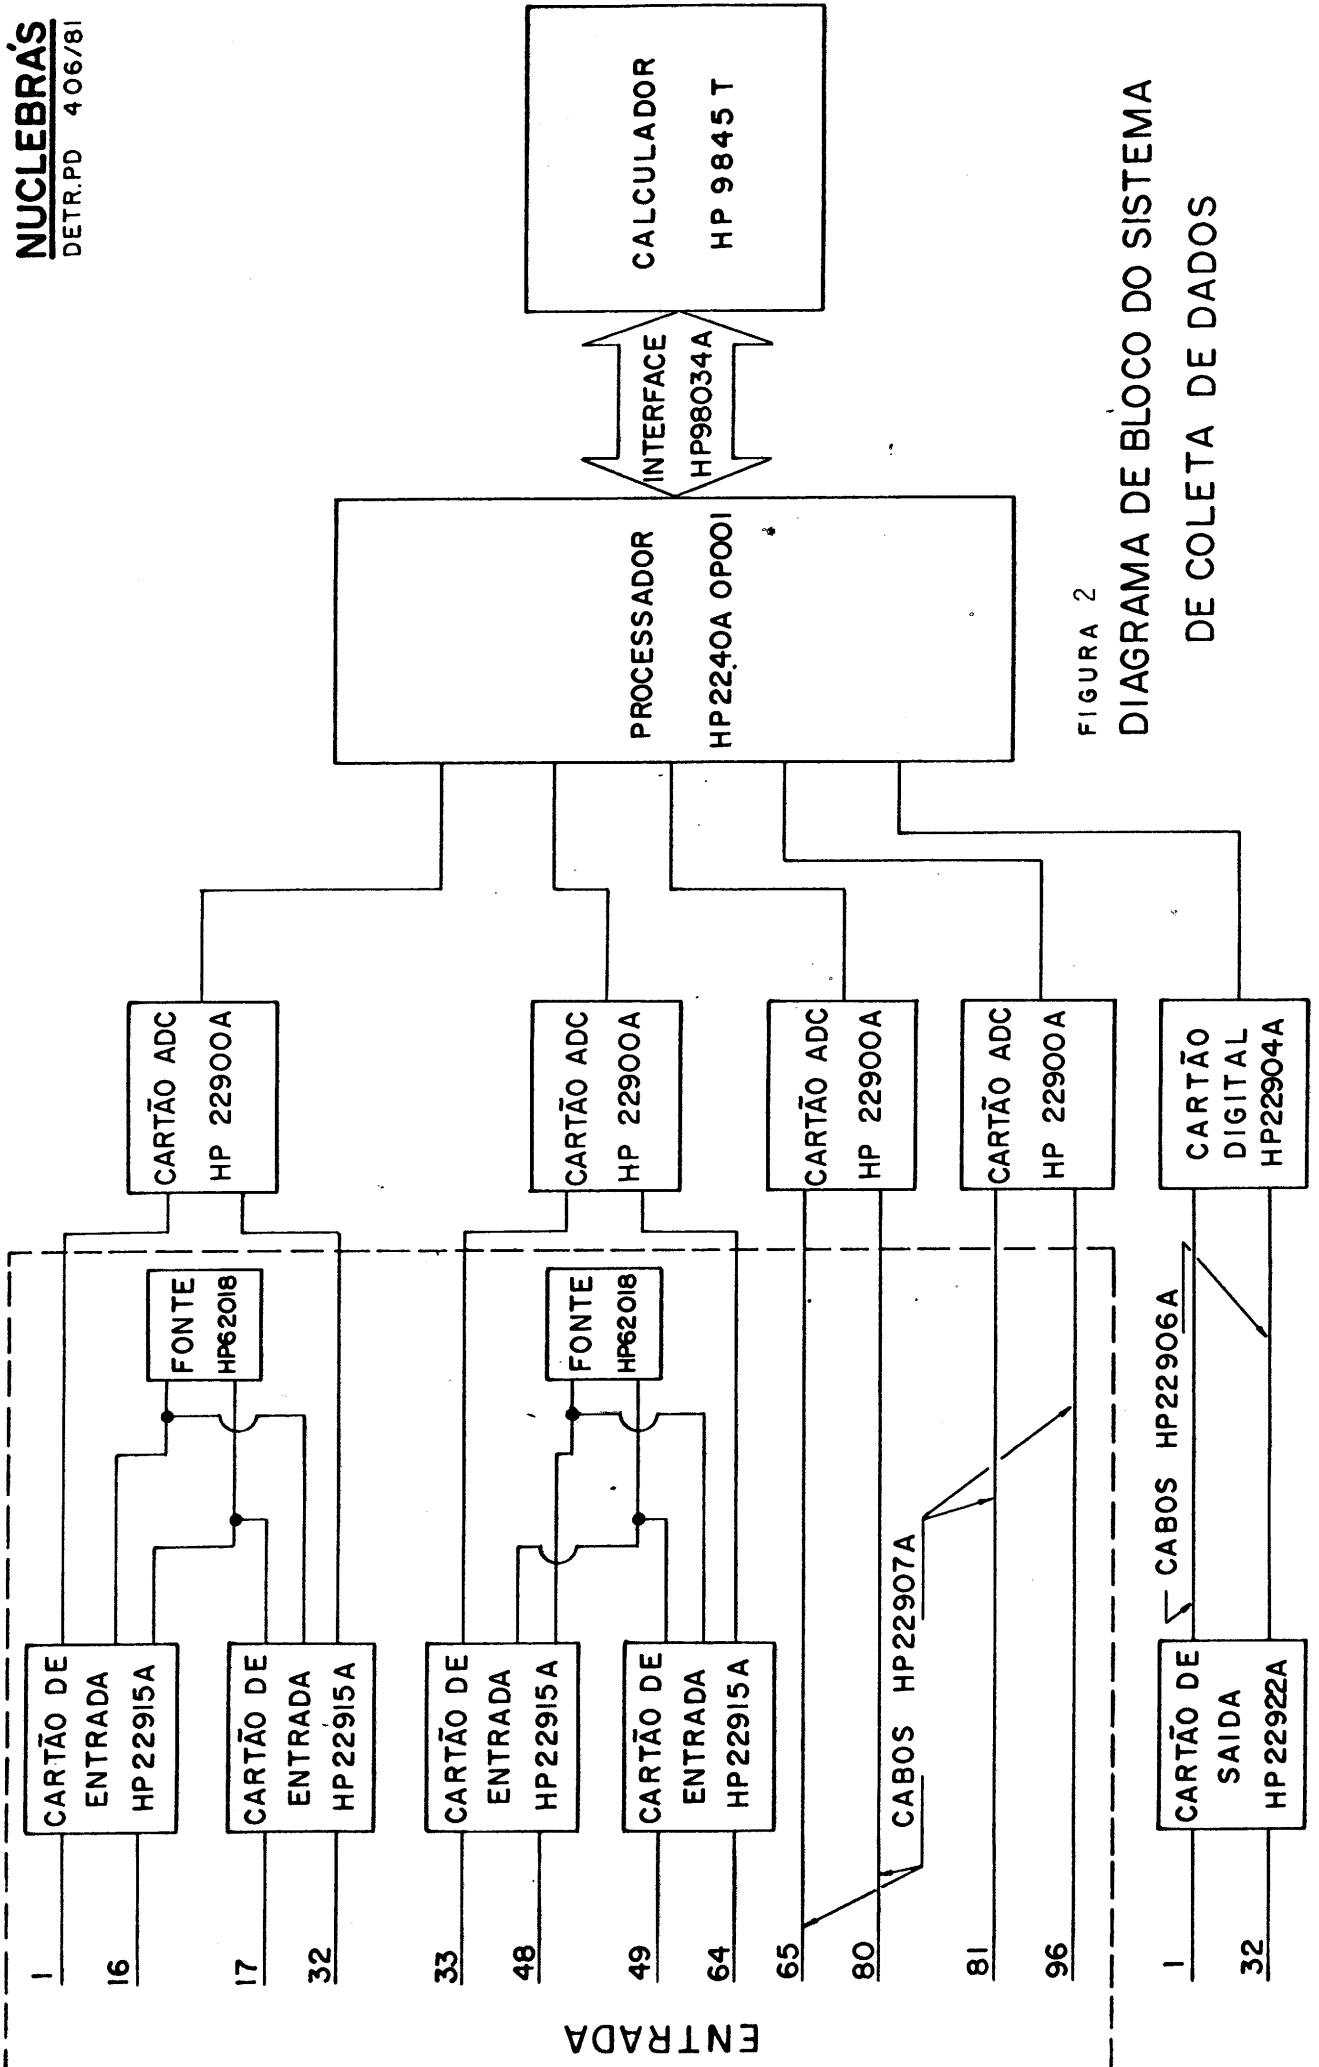 NUCLEBRÁS
DETR.PD 406/81
CALCULADOR
HP 9845T
INTERFACE
HP98034A
PROCESSADOR
HP2240A OP001
CARTÃO ADC
HP 22900A
CARTÃO ADC
HP 22900A
CARTÃO ADC
HP 22900A
CARTÃO ADC
HP 22900A
CARTÃO
DIGITAL
HP22904A
FONTE
HP62018
FONTE
HP62018
CARTÃO DE
ENTRADA
HP22915A
CARTÃO DE
ENTRADA
HP22915A
CARTÃO DE
ENTRADA
HP22915A
CARTÃO DE
ENTRADA
HP22915A
CABOS HP22907A
CABOS HP22906A
CARTÃO DE
SAIDA
HP22922A
1
16
17
32
33
48
49
64
65
80
81
96
1
32
ENTRADA
FIGURA 2
DIAGRAMA DE BLOCO DO SISTEMA
DE COLETA DE DADOS